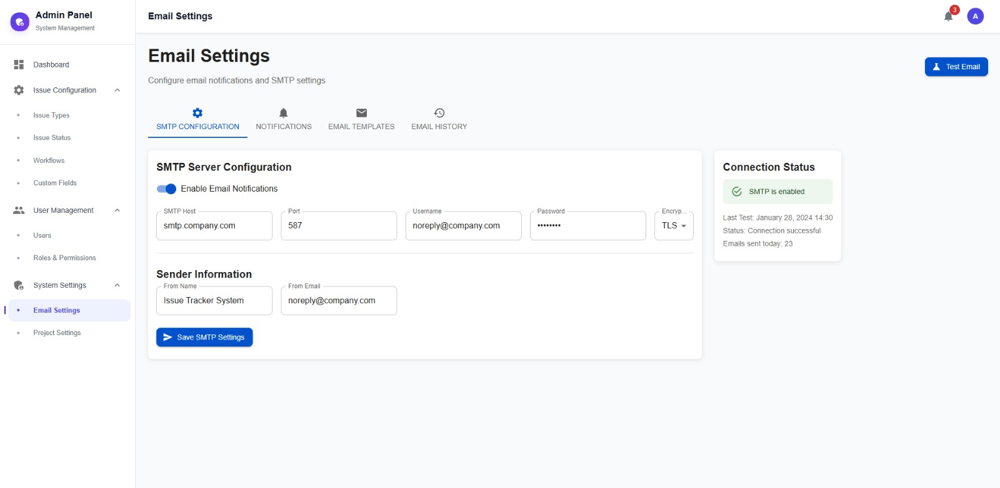 Admin Panel
System Management
Dashboard
Issue Configuration
Issue Types
Issue Status
Workflows
Custom Fields
User Management
Users
Roles & Permissions
System Settings
Email Settings
Project Settings
Email Settings
3
A
Email Settings
Configure email notifications and SMTP settings
Test Email
SMTP CONFIGURATION
NOTIFICATIONS
EMAIL TEMPLATES
EMAIL HISTORY
SMTP Server Configuration
Enable Email Notifications
SMTP Host
smtp.company.com
Port
587
Username
noreply@company.com
Password
••••••••
Encryp...
TLS
Sender Information
From Name
Issue Tracker System
From Email
noreply@company.com
Save SMTP Settings
Connection Status
SMTP is enabled
Last Test: January 28, 2024 14:30
Status: Connection successful
Emails sent today: 23